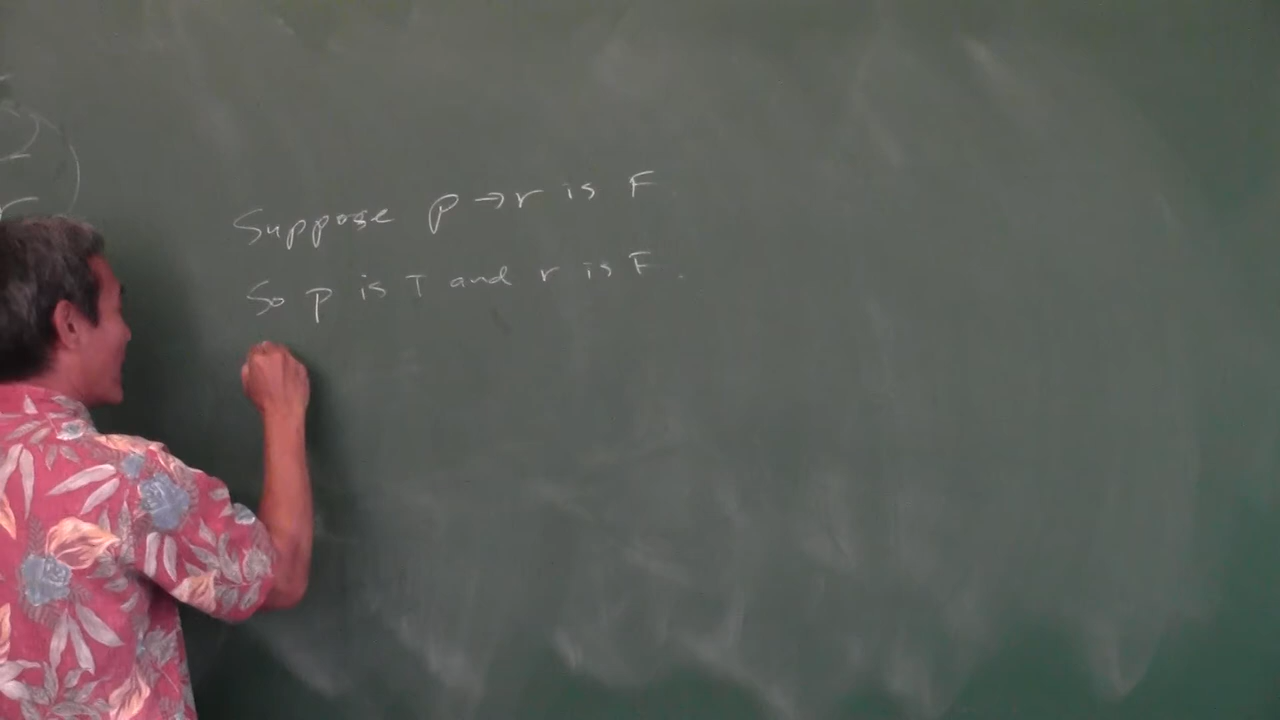 Suppose p → r is F
So p is T and r is F.